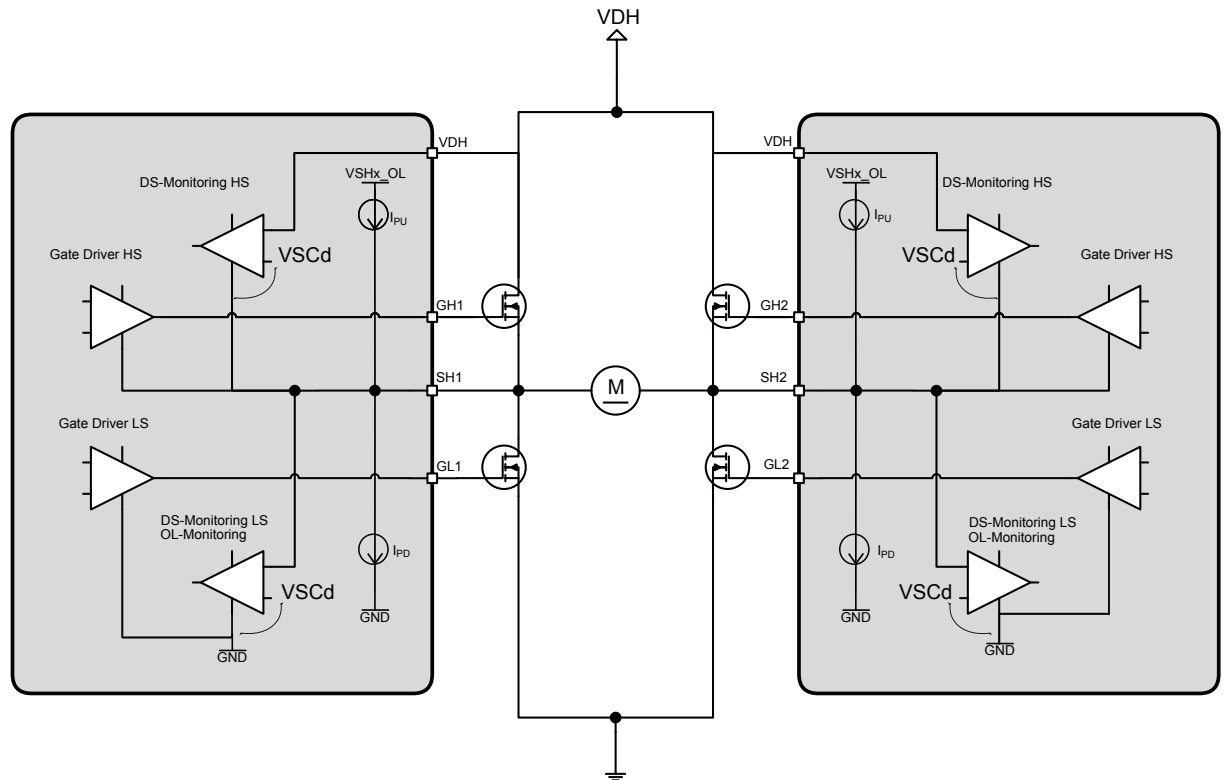 VDH
VDH
VDH
DS-Monitoring HS
VSHx_OL
VSHx_OL
DS-Monitoring HS
IPU
IPU
Gate Driver HS
VSCd
VSCd
Gate Driver HS
GH1
GH2
SH1
M
SH2
Gate Driver LS
Gate Driver LS
GL1
GL2
DS-Monitoring LS
OL-Monitoring
DS-Monitoring LS
OL-Monitoring
IPD
IPD
VSCd
VSCd
GND
GND
GND
GND